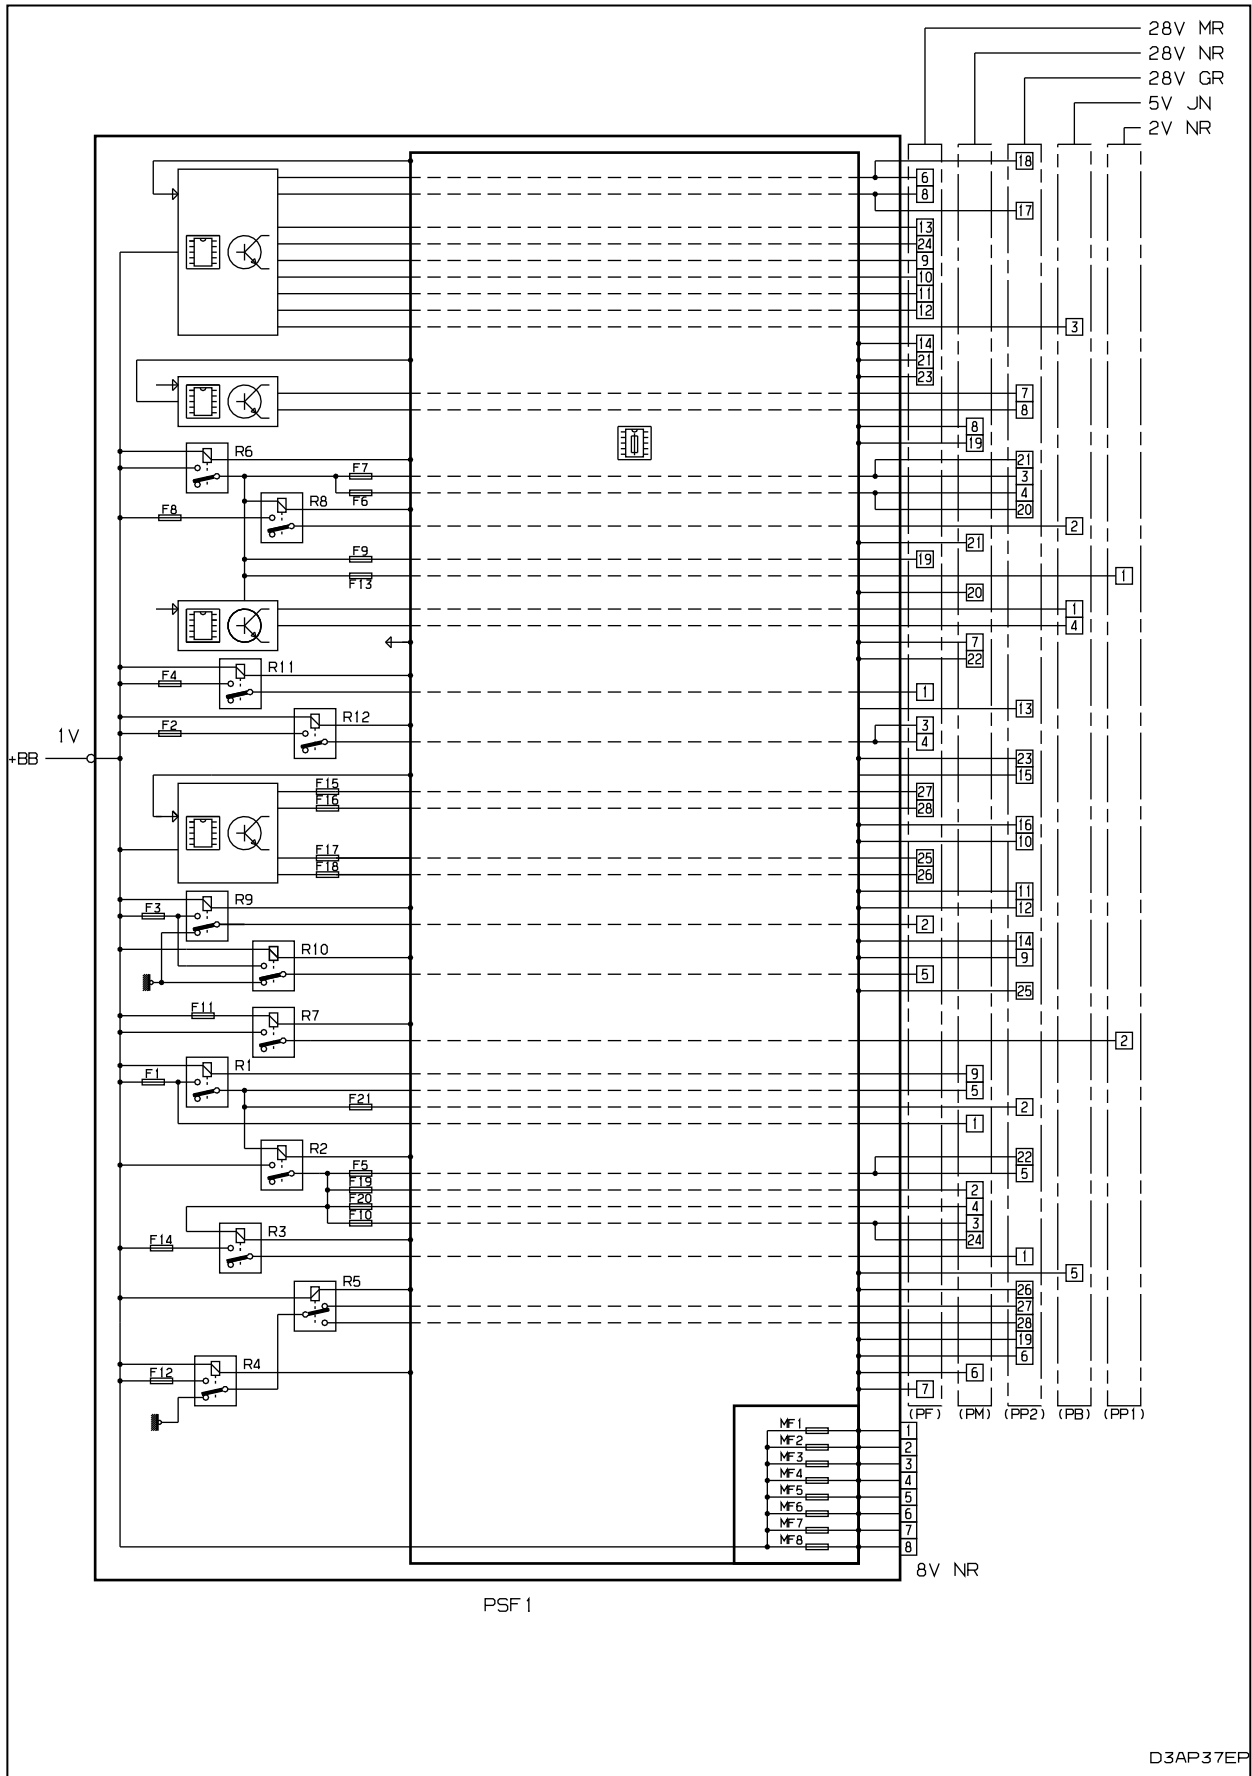 28V MR
28V NR
28V GR
5V JN
2V NR
18
6
8
17
13
24
9
10
11
12
3
14
21
23
7
8
8
19
R6
21
F7
3
4
F6
R8
20
F8
2
21
F9
19
F13
1
20
1
4
7
22
R11
F4
1
13
R12
3
F2
4
1V
+BB
23
15
F15
27
F16
28
16
10
F17
25
F18
26
11
R9
12
F3
2
14
R10
9
5
25
F11
R7
2
R1
9
F1
5
F21
2
1
R2
22
F5
5
F19
2
F20
4
F10
3
R3
24
F14
1
5
R5
26
27
28
19
6
R4
6
F12
7
(PF) (PM) (PP2) (PB) (PP1)
MF1 1
MF2 2
MF3 3
MF4 4
MF5 5
MF6 6
MF7 7
MF8 8
8V NR
PSF1
D3AP37EP